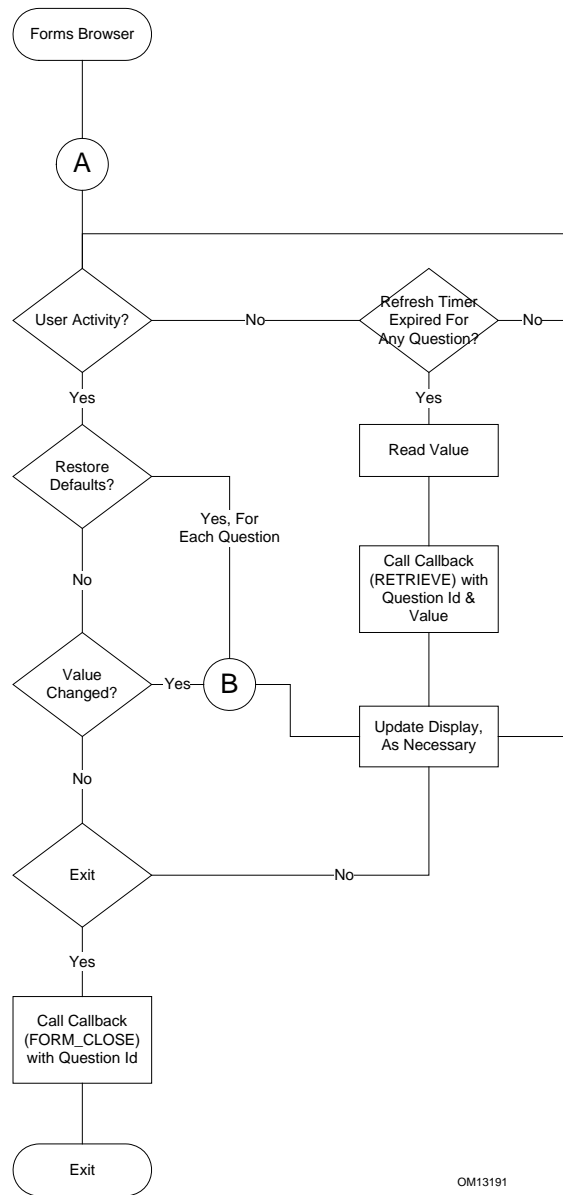 Forms Browser
A
User Activity?
No
Refresh Timer
Expired For
Any Question?
No
Yes
Yes
Restore
Defaults?
Read Value
Yes, For
Each Question
No
Call Callback
(RETRIEVE) with
Question Id &
Value
Value
Changed?
Yes
B
Update Display,
As Necessary
No
Exit
No
Yes
Call Callback
(FORM_CLOSE)
with Question Id
Exit
OM13191